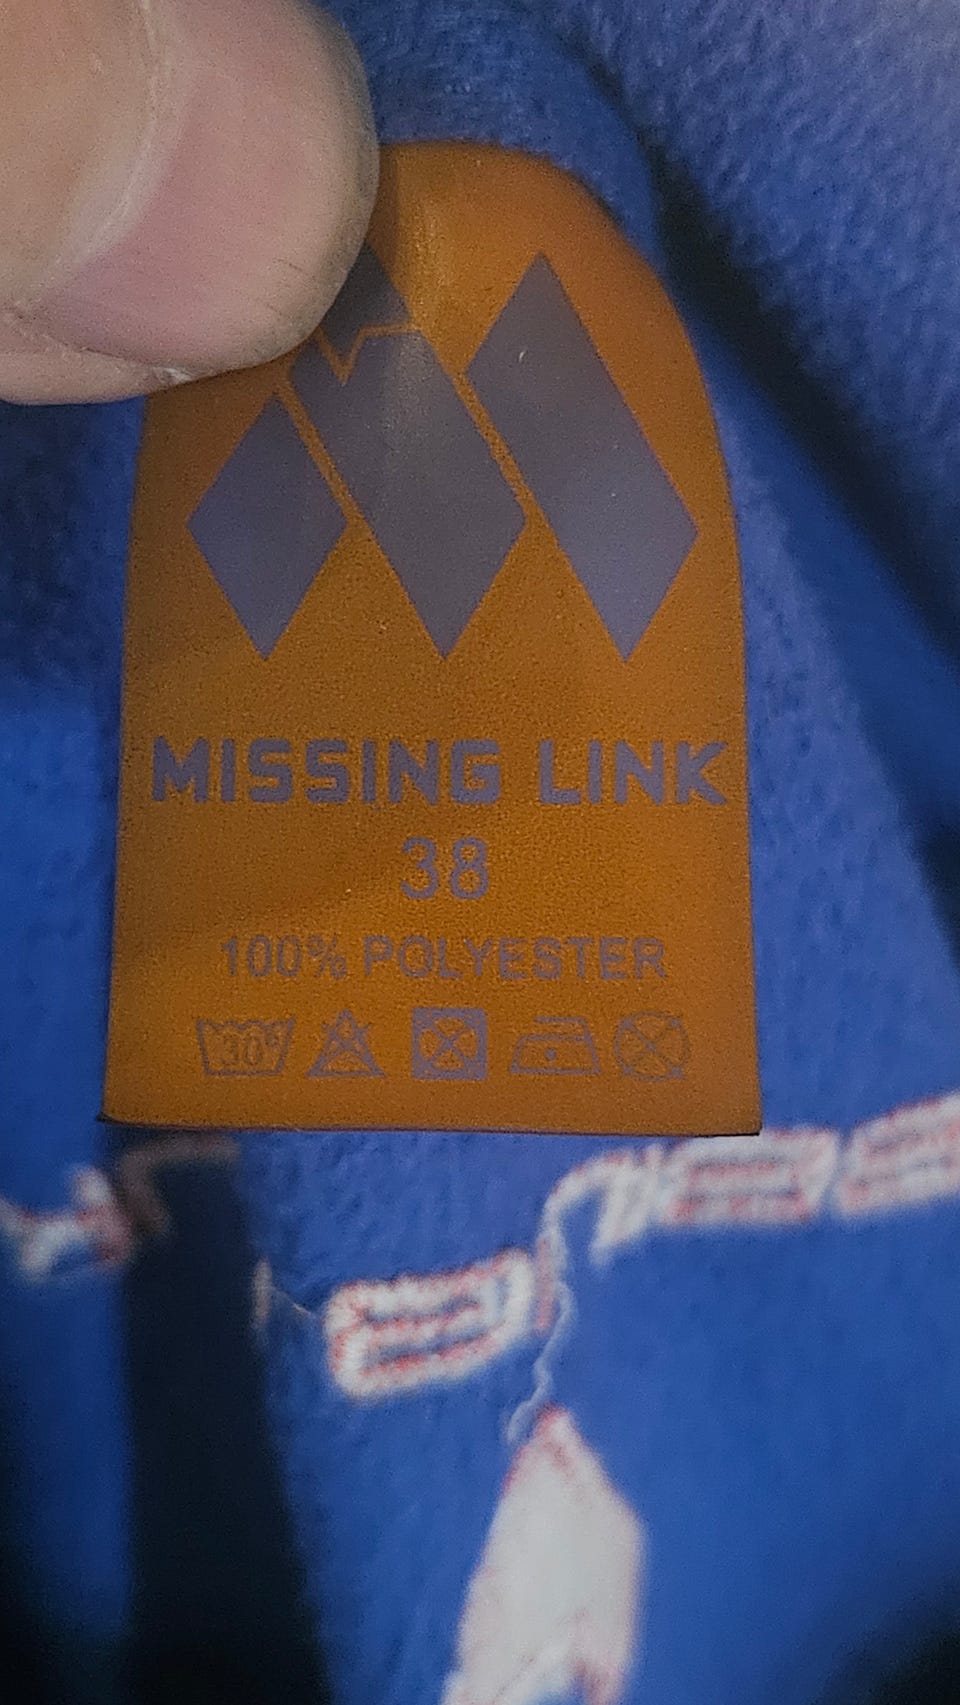 MISSING LINK
38
100% POLYESTER
30°